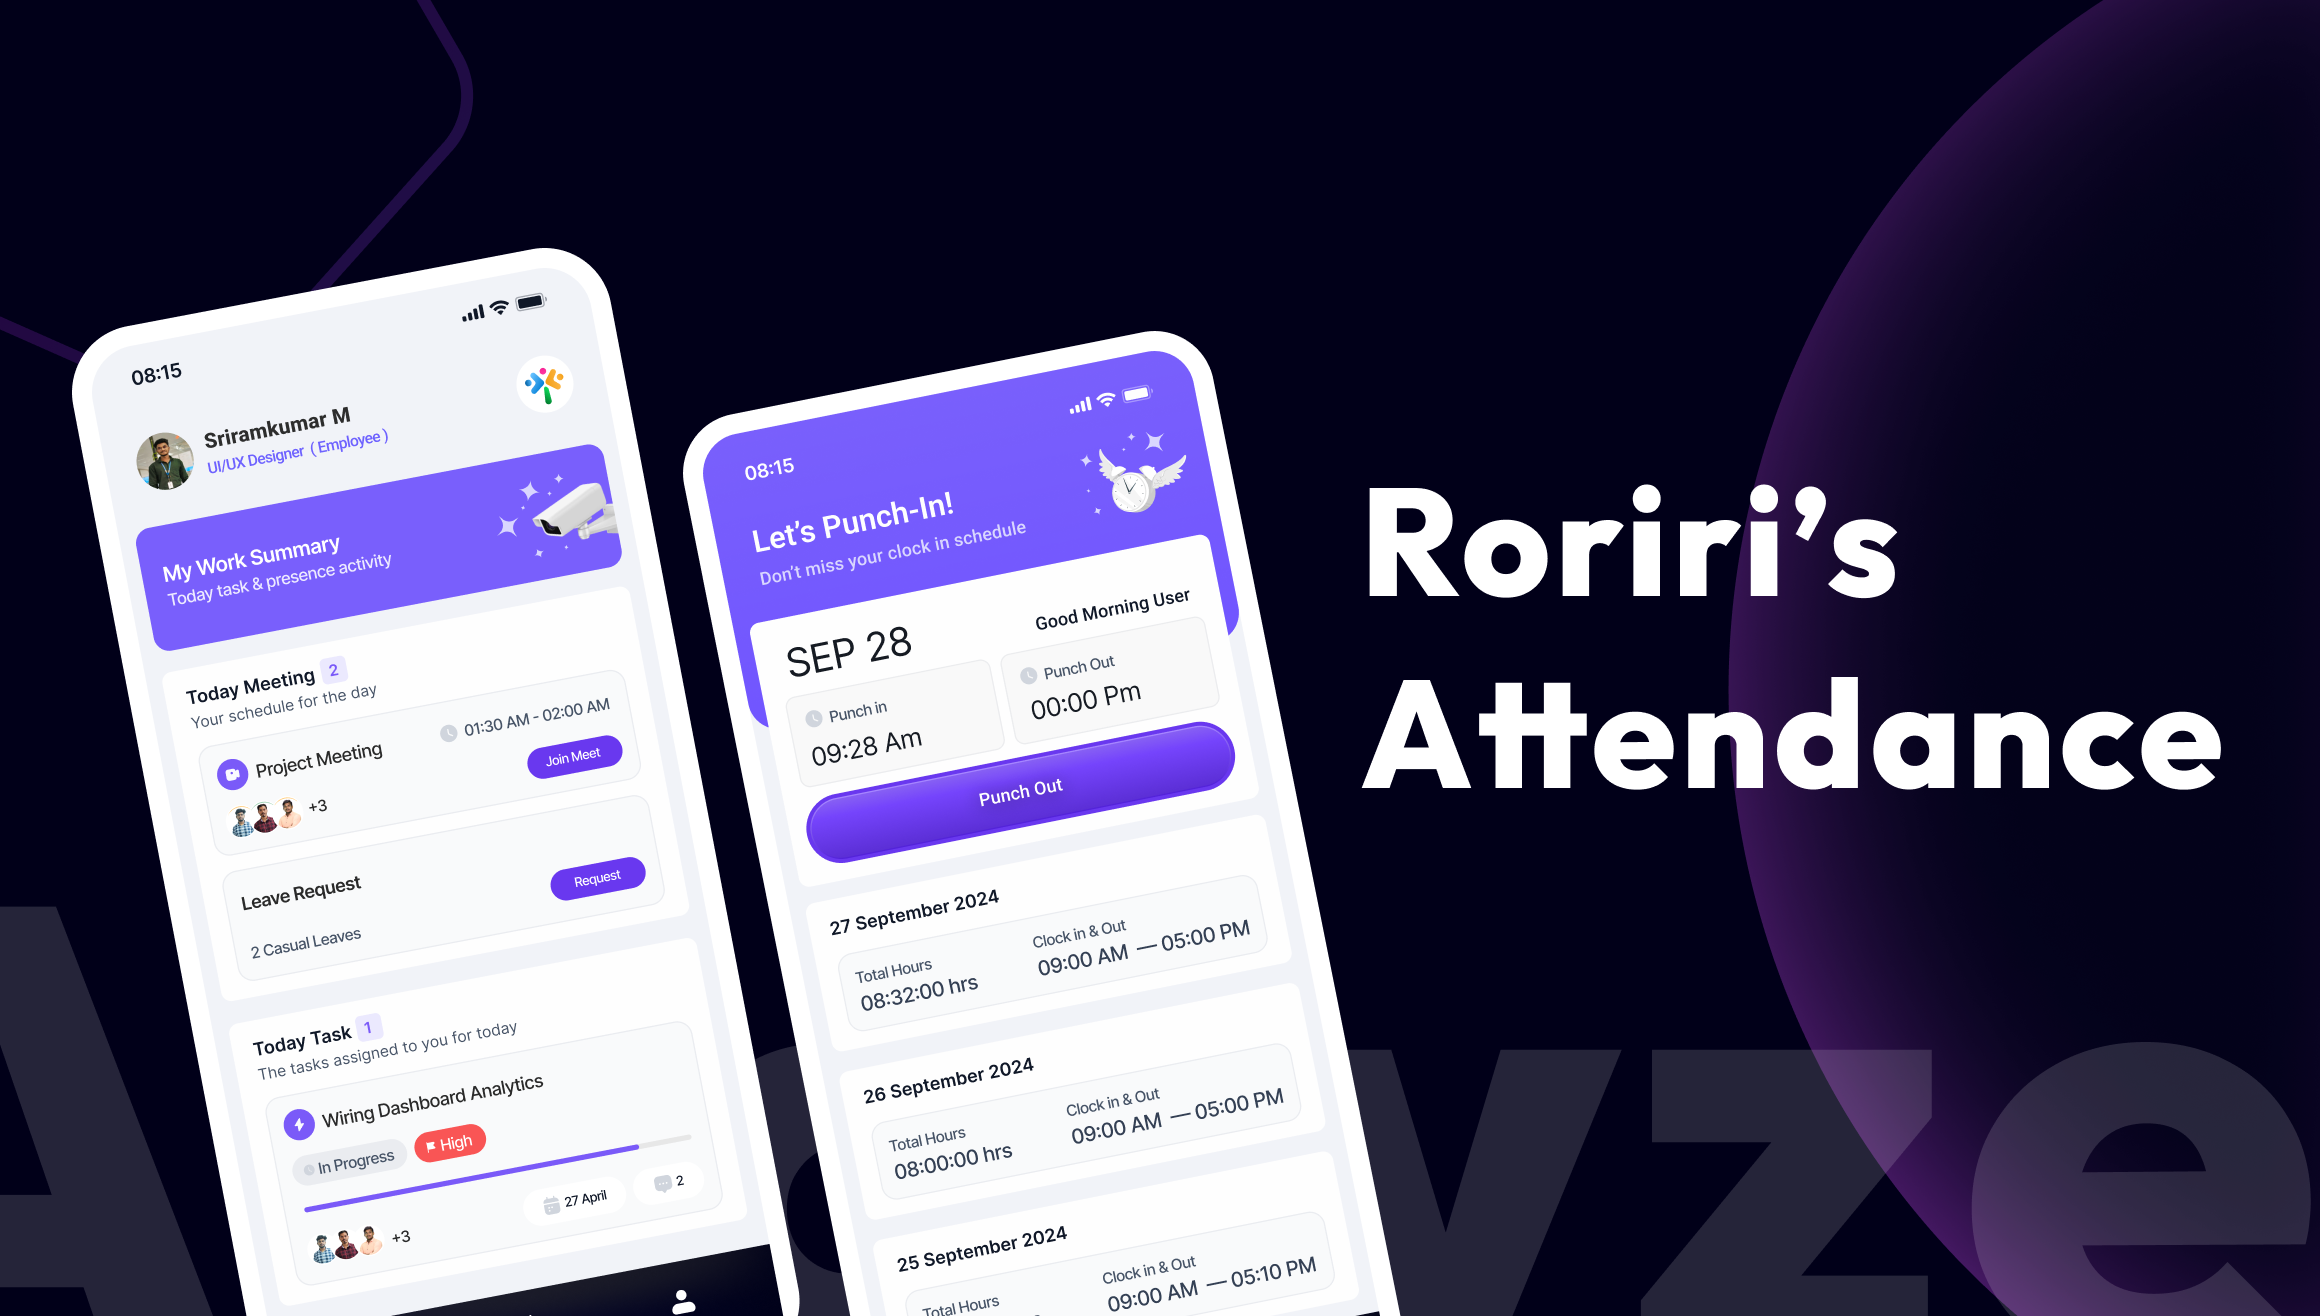 08:15
Sriramkumar M
UI/UX Designer ( Employee )
My Work Summary
Today task & presence activity
Today Meeting 2
Your schedule for the day
Project Meeting
01:30 AM - 02:00 AM
+3
Join Meet
Leave Request
2 Casual Leaves
Request
Today Task 1
The tasks assigned to you for today
Wiring Dashboard Analytics
In Progress
High
+3
27 April
2
08:15
Let's Punch-In!
Don't miss your clock in schedule
SEP 28
Good Morning User
Punch in
09:28 Am
Punch Out
00:00 Pm
Punch Out
27 September 2024
Total Hours
08:32:00 hrs
Clock in & Out
09:00 AM — 05:00 PM
26 September 2024
Total Hours
08:00:00 hrs
Clock in & Out
09:00 AM — 05:00 PM
25 September 2024
Total Hours
Clock in & Out
09:00 AM — 05:10 PM
Roriri’s
Attendance